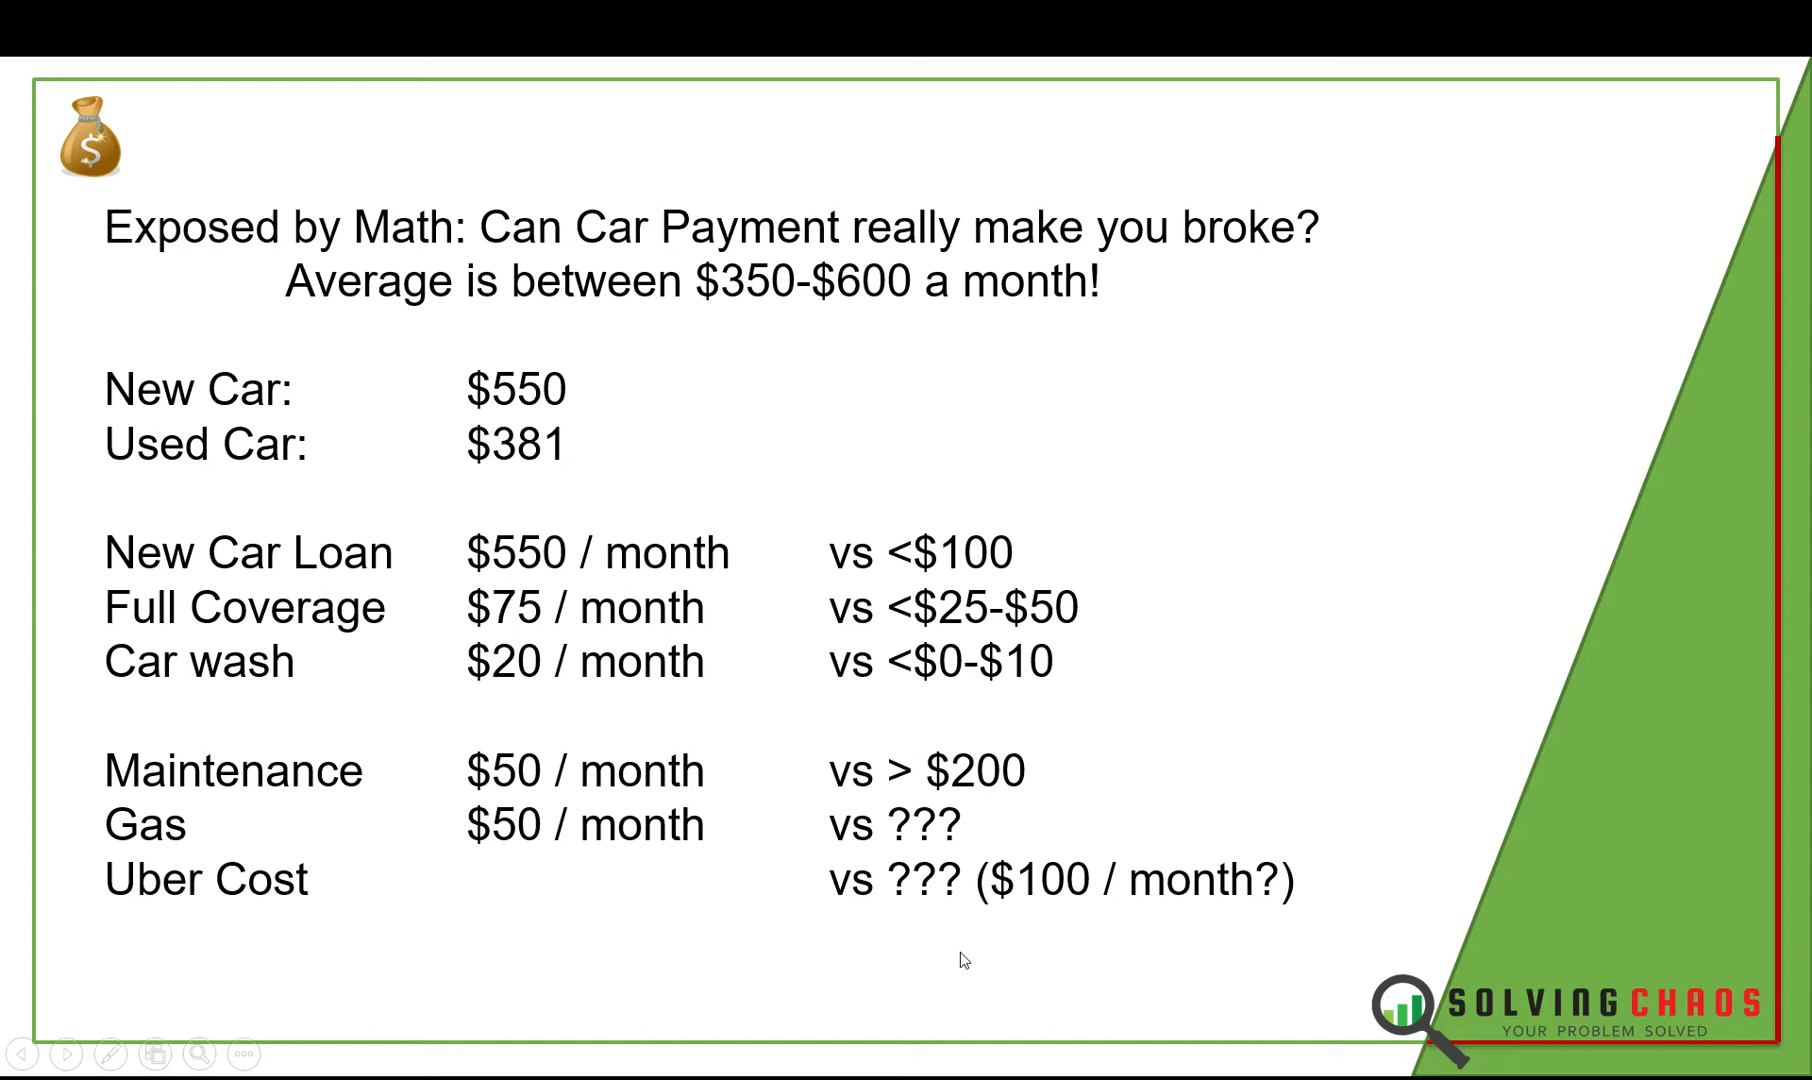 $
Exposed by Math: Can Car Payment really make you broke?
Average is between $350-$600 a month!
New Car: $550
Used Car: $381
New Car Loan $550 / month vs <$100
Full Coverage $75 / month vs <$25-$50
Car wash $20 / month vs <$0-$10
Maintenance $50 / month vs > $200
Gas $50 / month vs ???
Uber Cost vs ??? ($100 / month?)
SOLVING CHAOS
YOUR PROBLEM SOLVED